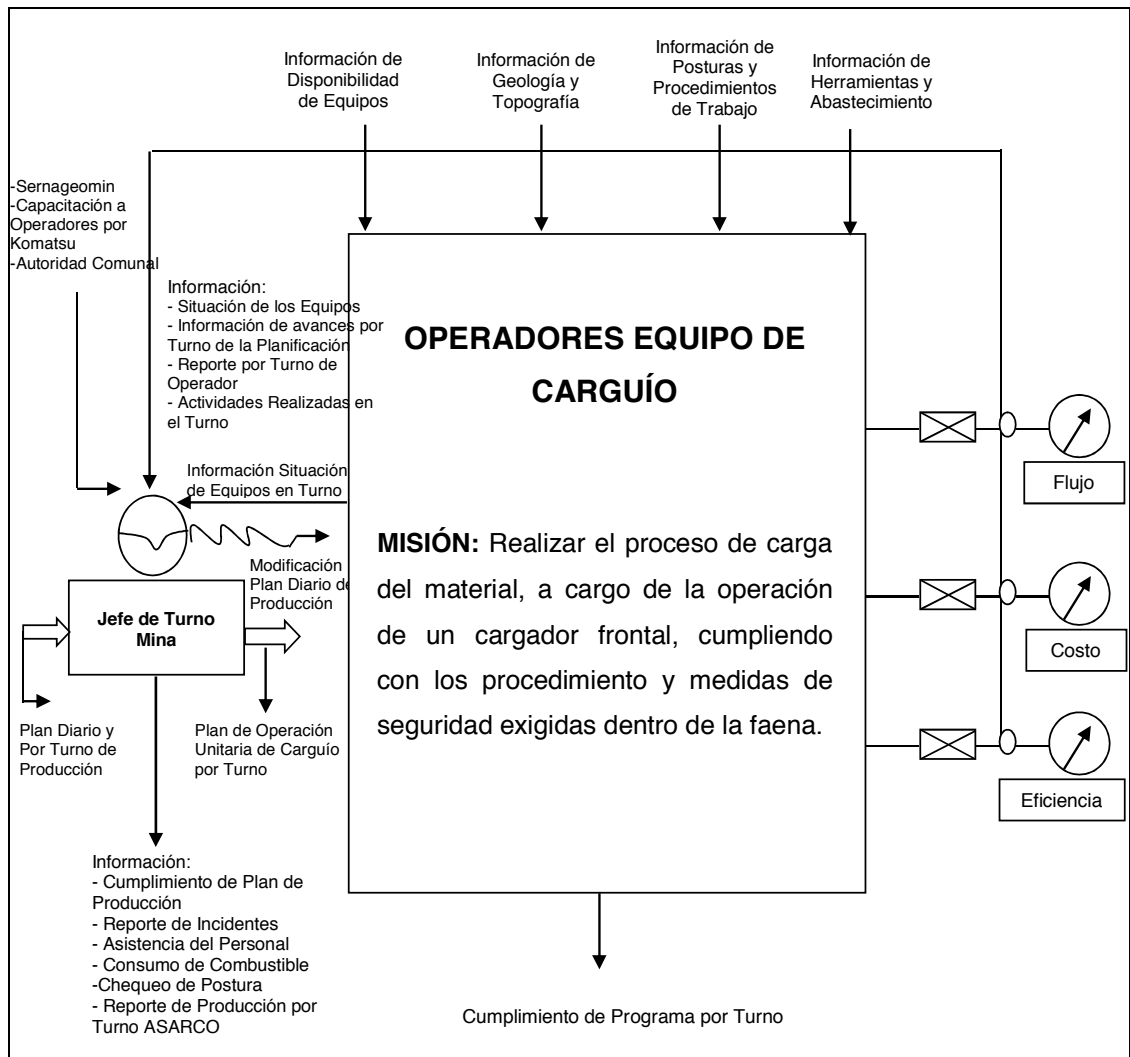 Información de
Disponibilidad
de Equipos
Información de
Geología y
Topografía
Información de
Posturas y
Procedimientos
de Trabajo
Información de
Herramientas y
Abastecimiento
-Sernageomin
-Capacitación a
Operadores por
Komatsu
-Autoridad Comunal
Información:
- Situación de los Equipos
- Información de avances por
Turno de la Planificación
- Reporte por Turno de
Operador
- Actividades Realizadas en
el Turno
Información Situación
de Equipos en Turno
Modificación
Plan Diario de
Producción
Jefe de Turno
Mina
Plan Diario y
Por Turno de
Producción
Plan de Operación
Unitaria de Carguío
por Turno
Información:
- Cumplimiento de Plan de
Producción
- Reporte de Incidentes
- Asistencia del Personal
- Consumo de Combustible
-Chequeo de Postura
- Reporte de Producción por
Turno ASARCO
OPERADORES EQUIPO DE
CARGUÍO
MISIÓN: Realizar el proceso de carga
del material, a cargo de la operación
de un cargador frontal, cumpliendo
con los procedimiento y medidas de
seguridad exigidas dentro de la faena.
Flujo
Costo
Eficiencia
Cumplimiento de Programa por Turno